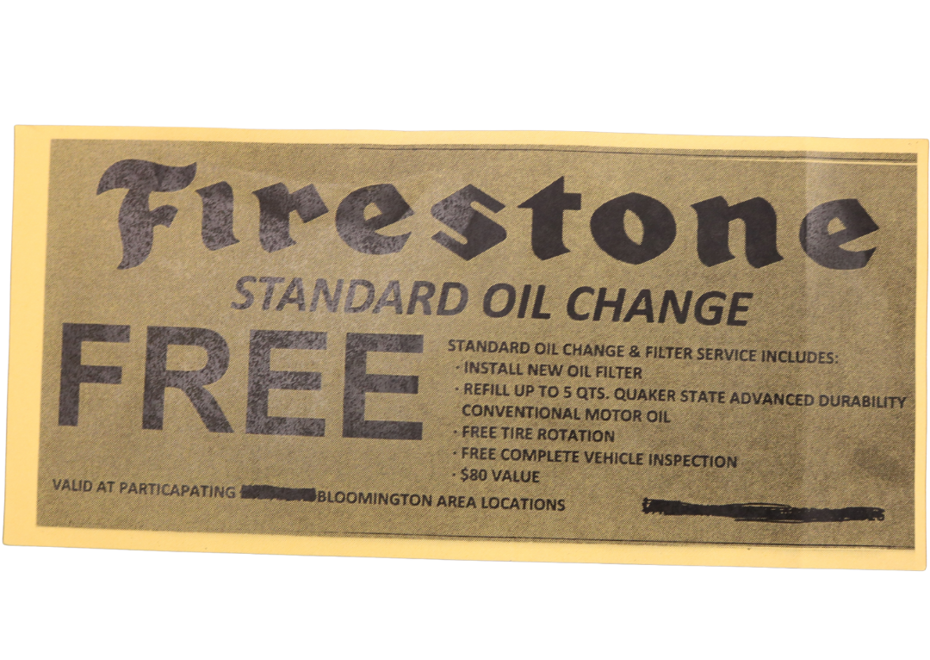 Firestone
STANDARD OIL CHANGE
FREE
STANDARD OIL CHANGE & FILTER SERVICE INCLUDES:
· INSTALL NEW OIL FILTER
· REFILL UP TO 5 QTS. QUAKER STATE ADVANCED DURABILITY
CONVENTIONAL MOTOR OIL
· FREE TIRE ROTATION
· FREE COMPLETE VEHICLE INSPECTION
· $80 VALUE
VALID AT PARTICAPATING BLOOMINGTON AREA LOCATIONS